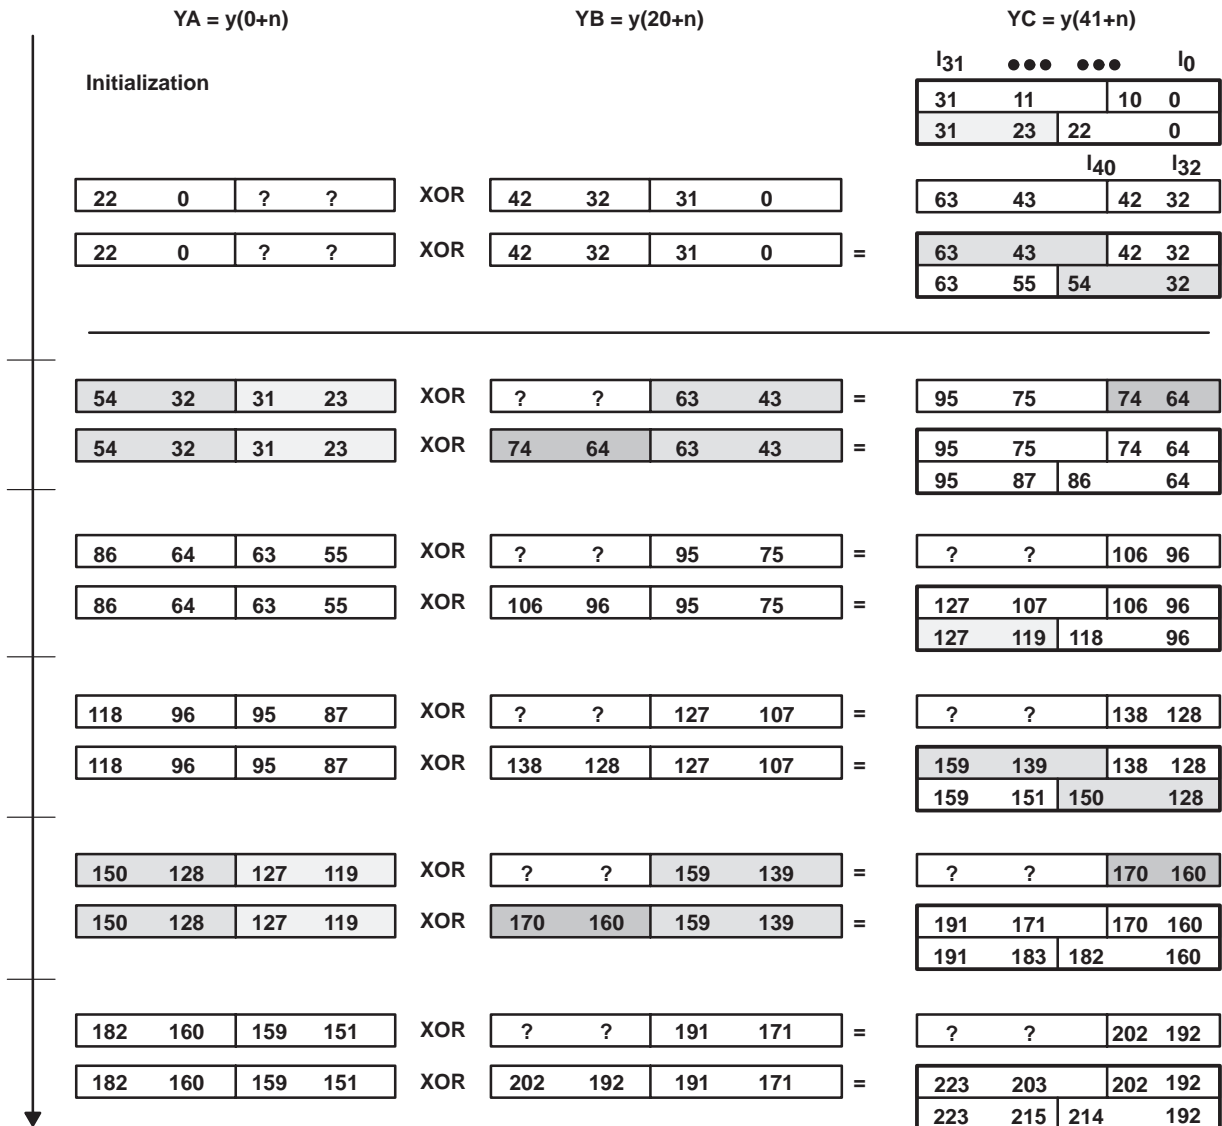 YA = y(0+n) YB = y(20+n) YC = y(41+n)
I31 ●●● ●●● I0
Initialization
31 11 10 0
31 23 22 0
I40 I32
22 0 ? ? XOR 42 32 31 0 63 43 42 32
22 0 ? ? XOR 42 32 31 0 = 63 43 42 32
63 55 54 32
54 32 31 23 XOR ? ? 63 43 = 95 75 74 64
54 32 31 23 XOR 74 64 63 43 = 95 75 74 64
95 87 86 64
86 64 63 55 XOR ? ? 95 75 = ? ? 106 96
86 64 63 55 XOR 106 96 95 75 = 127 107 106 96
127 119 118 96
118 96 95 87 XOR ? ? 127 107 = ? ? 138 128
118 96 95 87 XOR 138 128 127 107 = 159 139 138 128
159 151 150 128
150 128 127 119 XOR ? ? 159 139 = ? ? 170 160
150 128 127 119 XOR 170 160 159 139 = 191 171 170 160
191 183 182 160
182 160 159 151 XOR ? ? 191 171 = ? ? 202 192
182 160 159 151 XOR 202 192 191 171 = 223 203 202 192
223 215 214 192